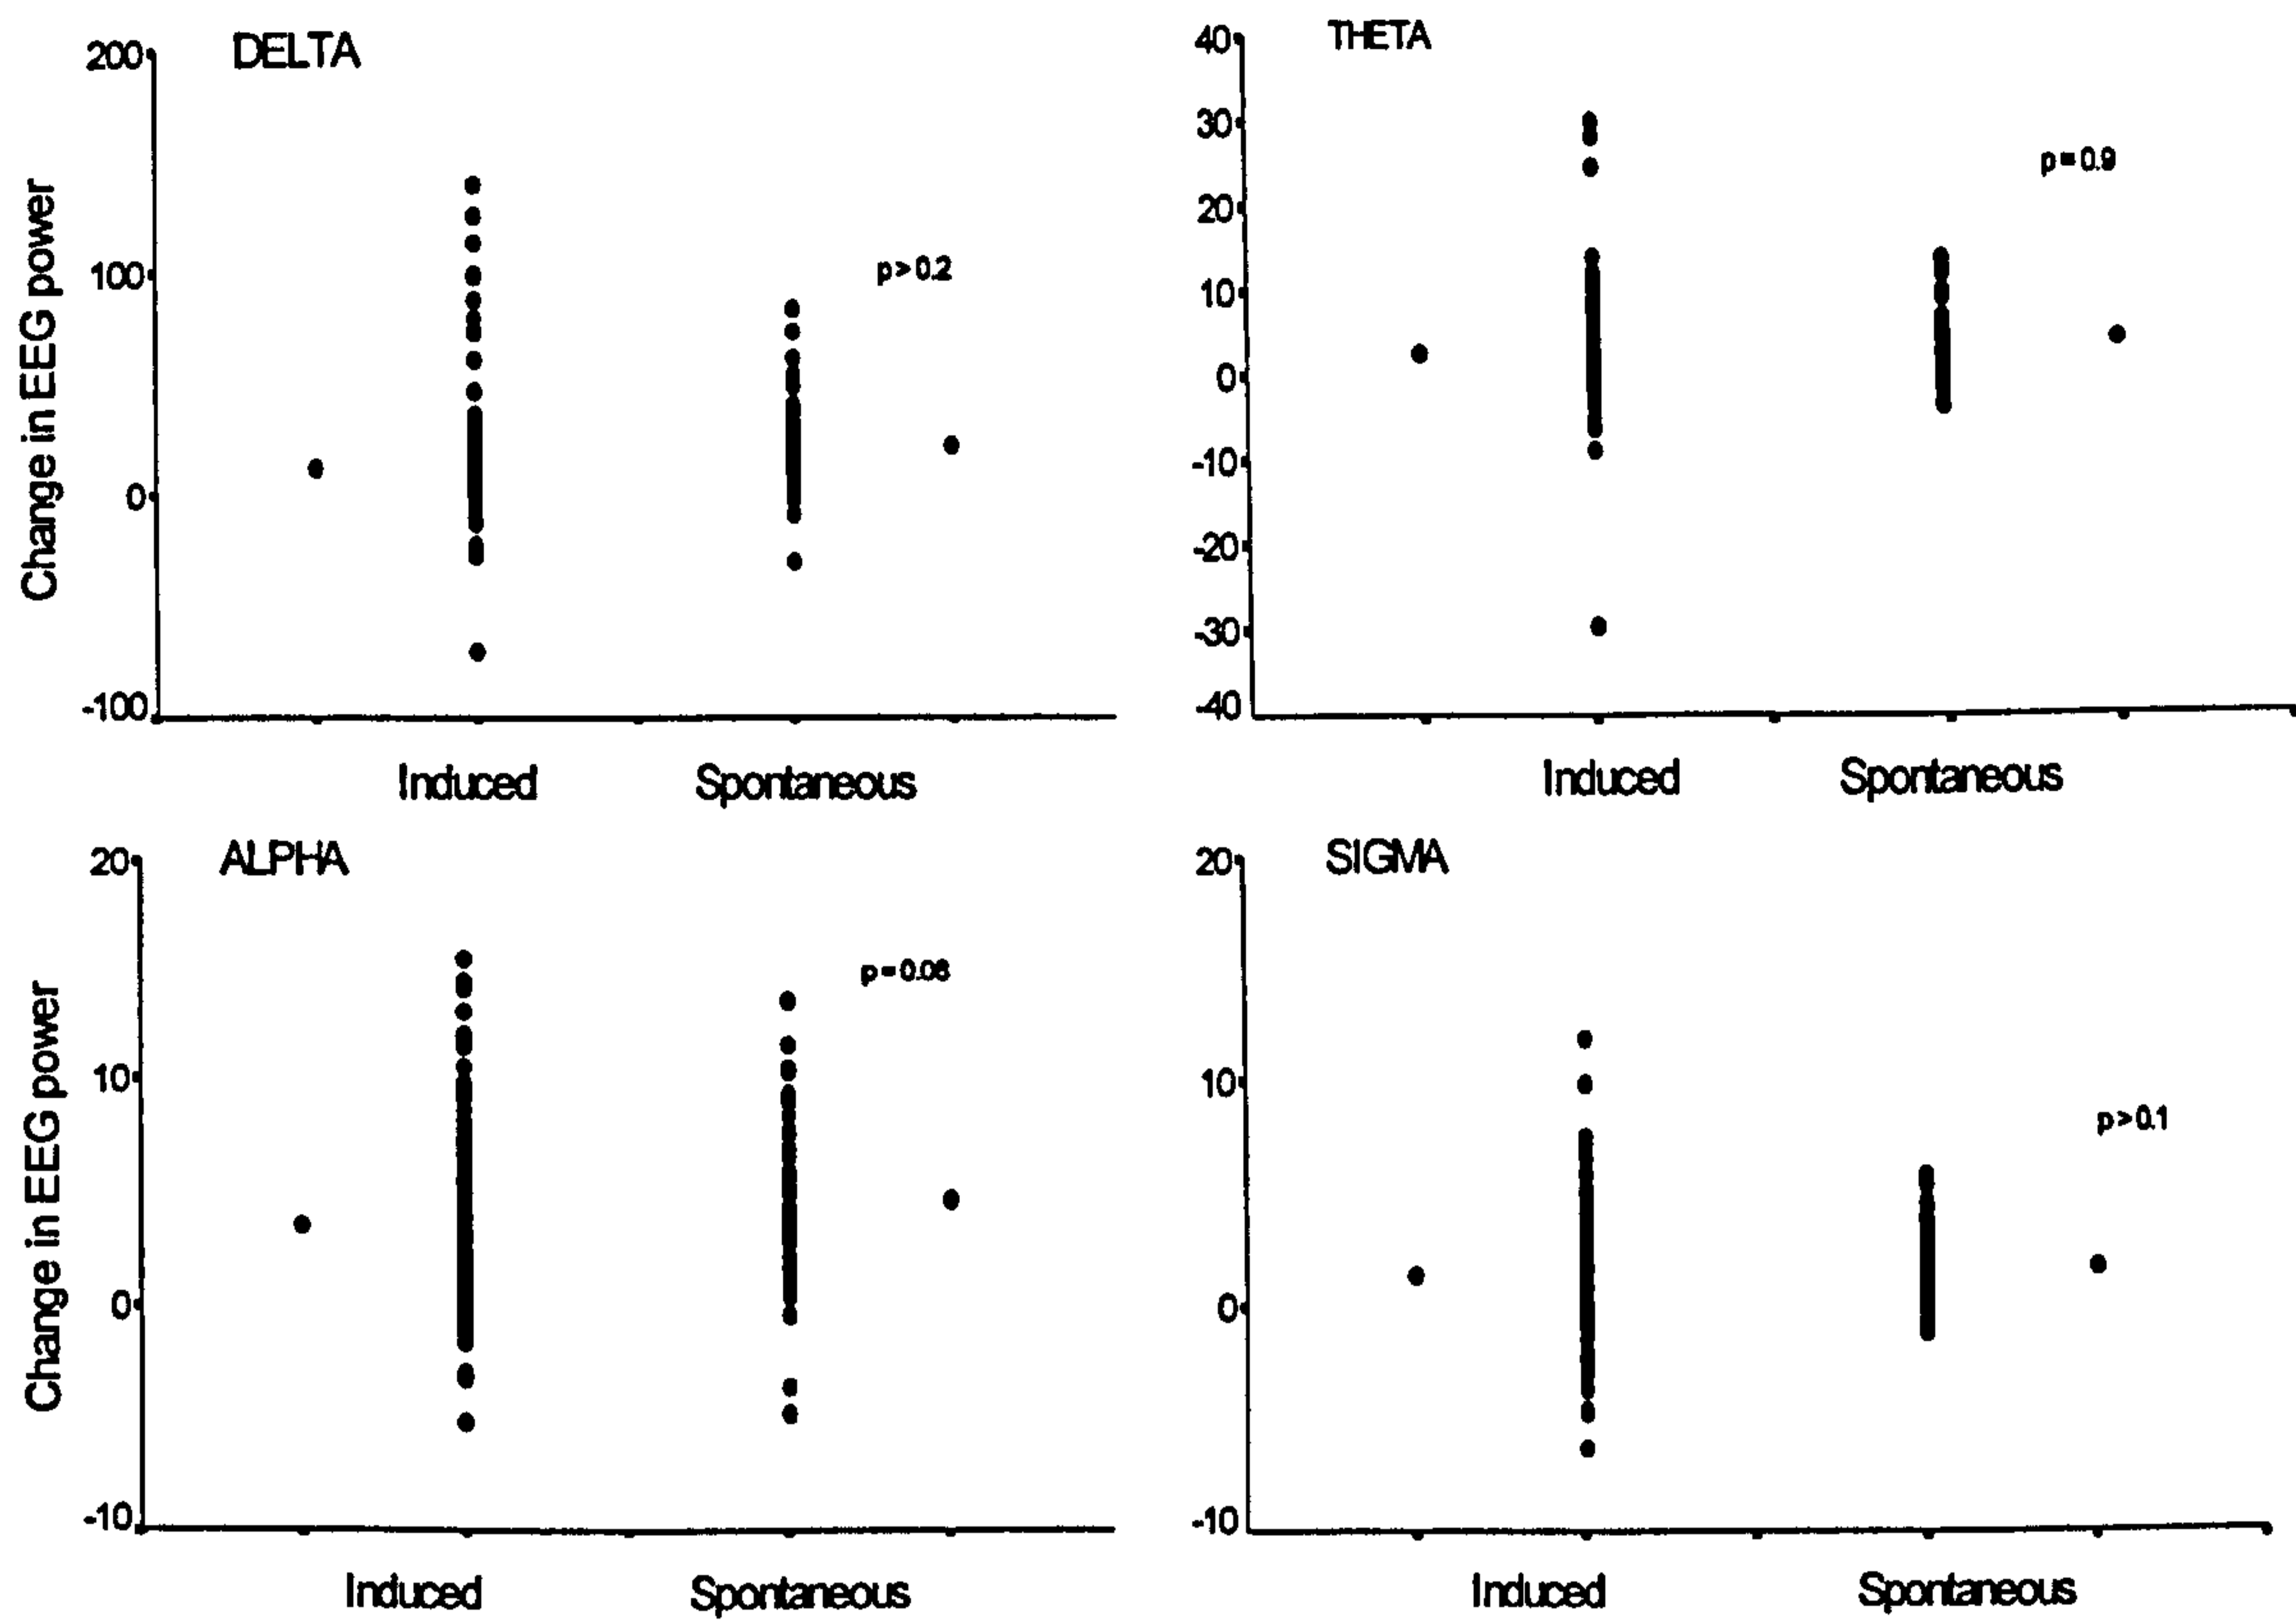 DELTA
200
100
0
-100
Change in EEG power
p > 0.2
Induced Spontaneous
THETA
40
30
20
10
0
-10
-20
-30
-40
p = 0.9
Induced Spontaneous
ALPHA
20
10
0
-10
Change in EEG power
p = 0.08
Induced Spontaneous
SIGMA
20
10
0
-10
p > 0.1
Induced Spontaneous